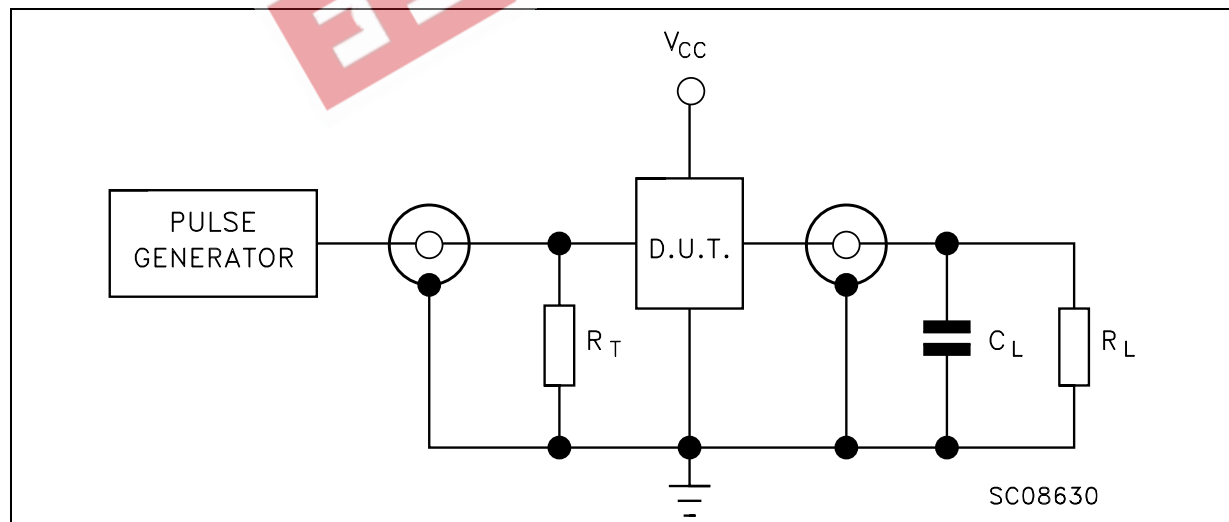 VCC
PULSE
GENERATOR
D.U.T.
RT
CL
RL
SC08630